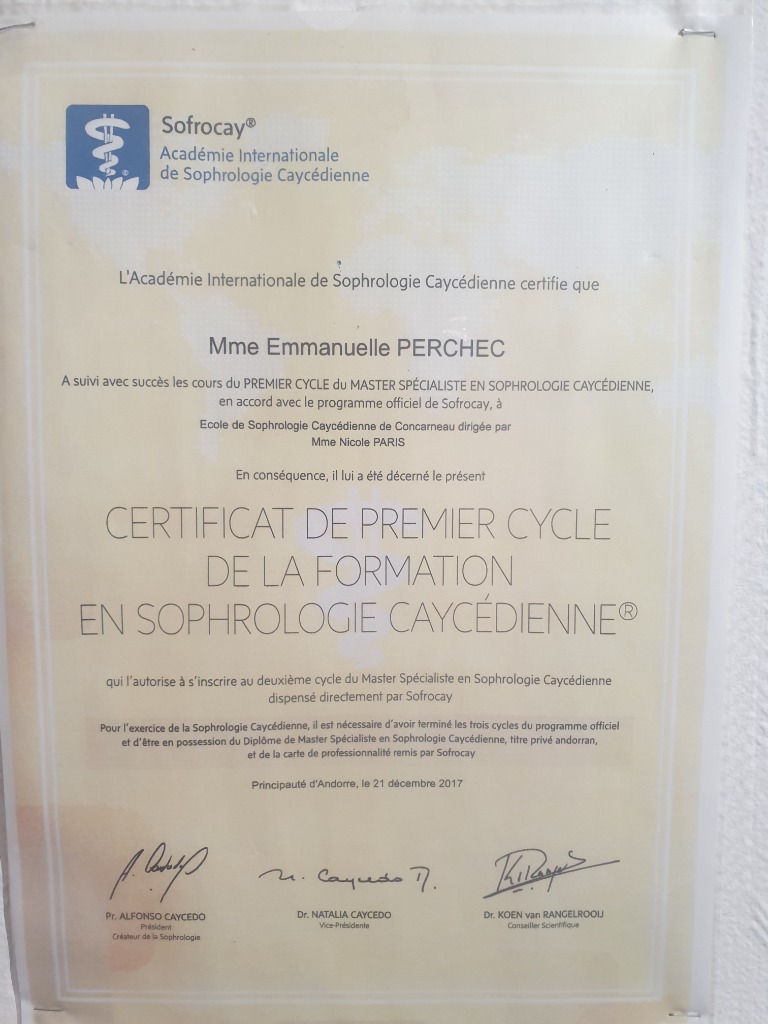 Sofrocay®
Académie Internationale
de Sophrologie Caycédienne
L'Académie Internationale de Sophrologie Caycédienne certifie que
Mme Emmanuelle PERCHEC
A suivi avec succès les cours du PREMIER CYCLE du MASTER SPÉCIALISTE EN SOPHROLOGIE CAYCÉDIENNE,
en accord avec le programme officiel de Sofrocay, à
Ecole de Sophrologie Caycédienne de Concarneau dirigée par
Mme Nicole PARIS
En conséquence, il lui a été décerné le présent
CERTIFICAT DE PREMIER CYCLE
DE LA FORMATION
EN SOPHROLOGIE CAYCÉDIENNE®
qui l'autorise à s'inscrire au deuxième cycle du Master Spécialiste en Sophrologie Caycédienne
dispensé directement par Sofrocay
Pour l'exercice de la Sophrologie Caycédienne, il est nécessaire d'avoir terminé les trois cycles du programme officiel
et d'être en possession du Diplôme de Master Spécialiste en Sophrologie Caycédienne, titre privé andorran,
et de la carte de professionnalité remis par Sofrocay
Principauté d'Andorre, le 21 décembre 2017
Pr. ALFONSO CAYCEDO
Président
Créateur de la Sophrologie
Dr. NATALIA CAYCEDO
Vice-Présidente
Dr. KOEN van RANGELROOIJ
Conseiller Scientifique